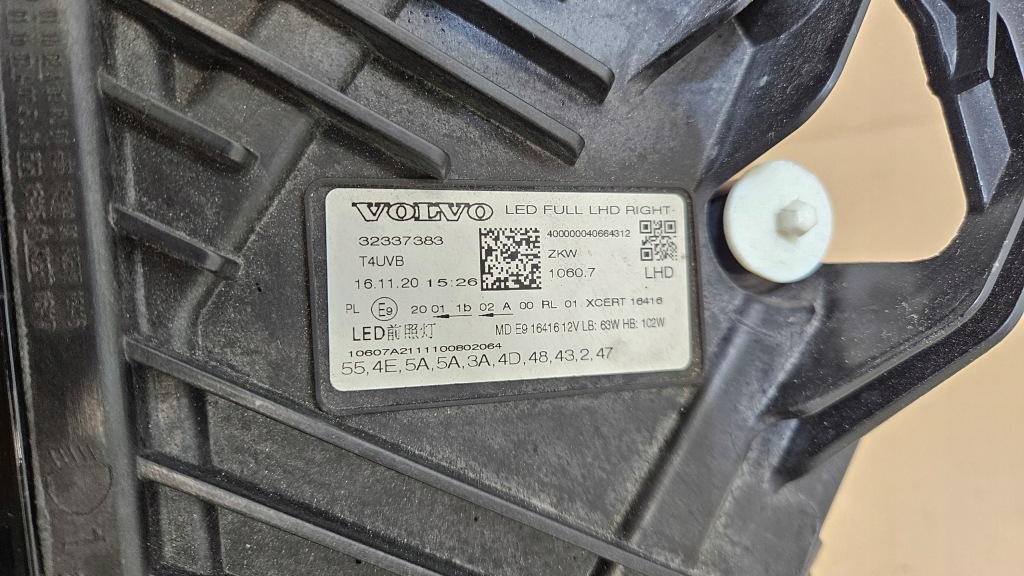 VOLVO LED FULL LHD RIGHT
32337383
400000040664312
T4UVB
ZKW
16.11.20 15:26
1060.7
LHD
PL E9 20 01 1b 02 A 00 RL 01 XCERT 16416
LED前照灯
MD E9 16416 12V LB: 63W HB: 102W
10607A2111100802064
55,4E,5A,5A,3A,4D,48,43,2,47
1